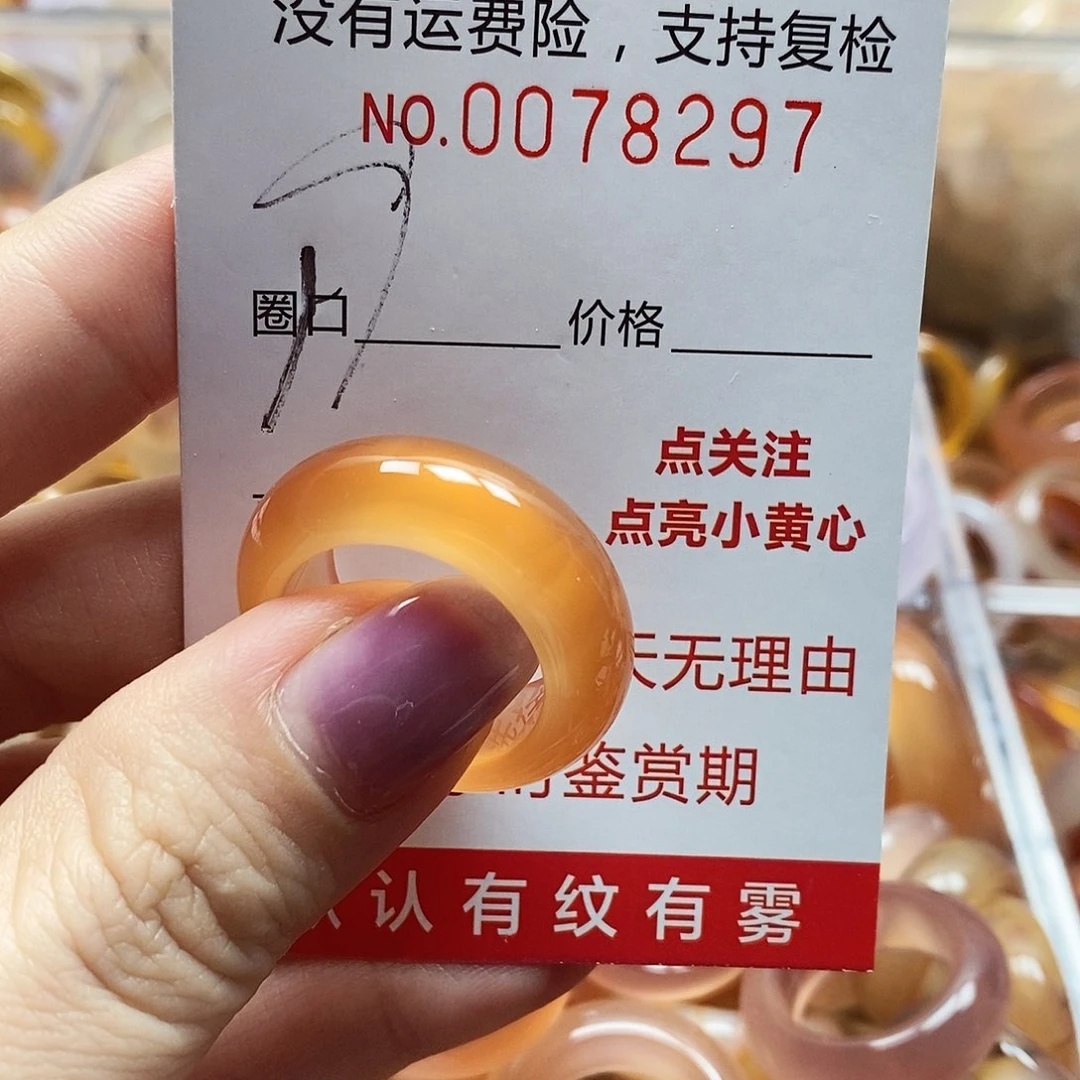 没有运费险，支持复检
NO.0078297
圈口 价格
点关注
点亮小黄心
天无理由
鉴赏期
认有纹有雾